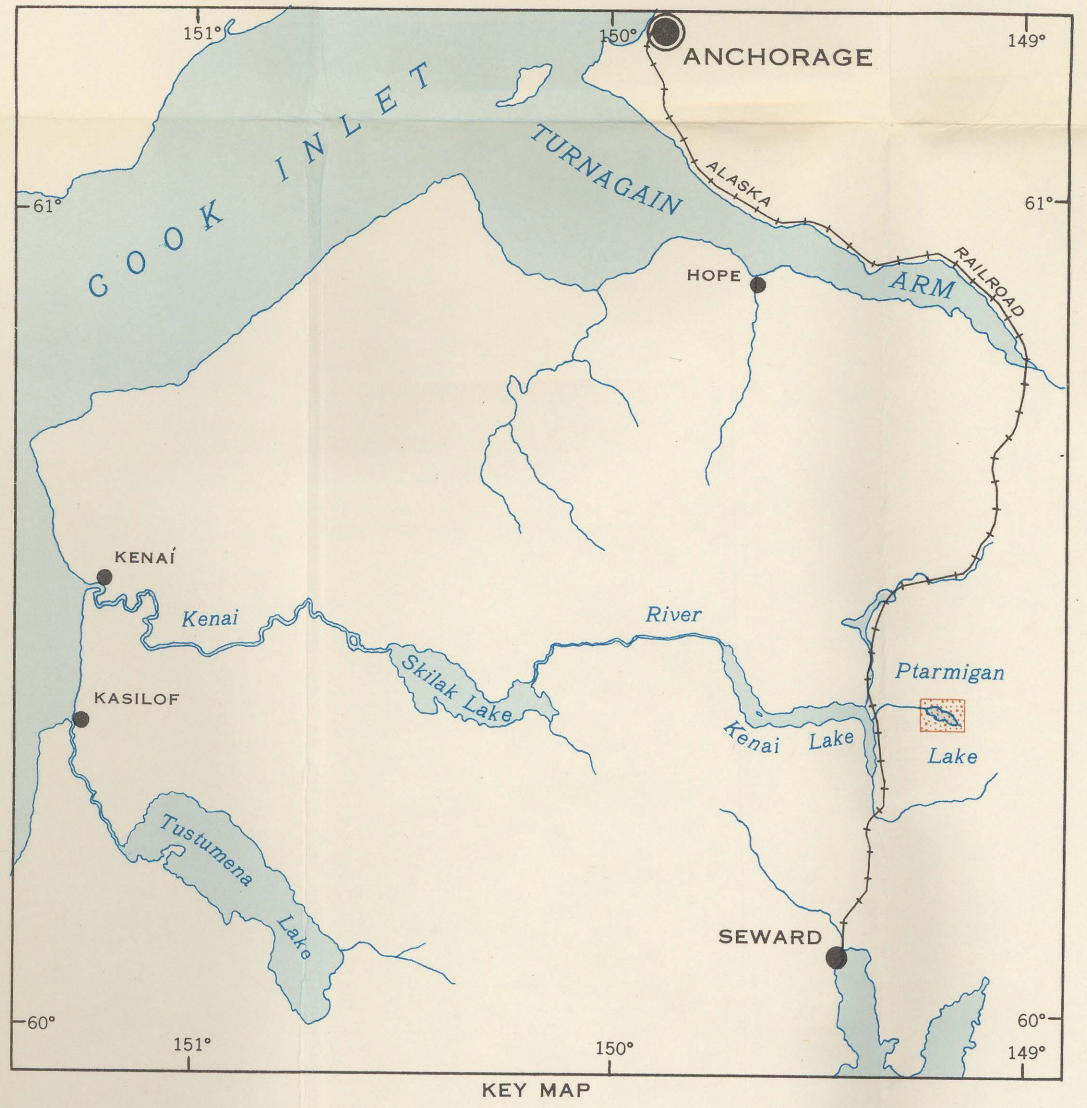 151°
150°
149°
ANCHORAGE
COOK INLET
TURNAGAIN
ARM
ALASKA
RAILROAD
61°
61°
HOPE
KENAÍ
Kenai
River
Skilak Lake
Ptarmigan
Lake
KASILOF
Kenai Lake
Tustumena
Lake
SEWARD
60°
60°
151°
150°
149°
KEY MAP